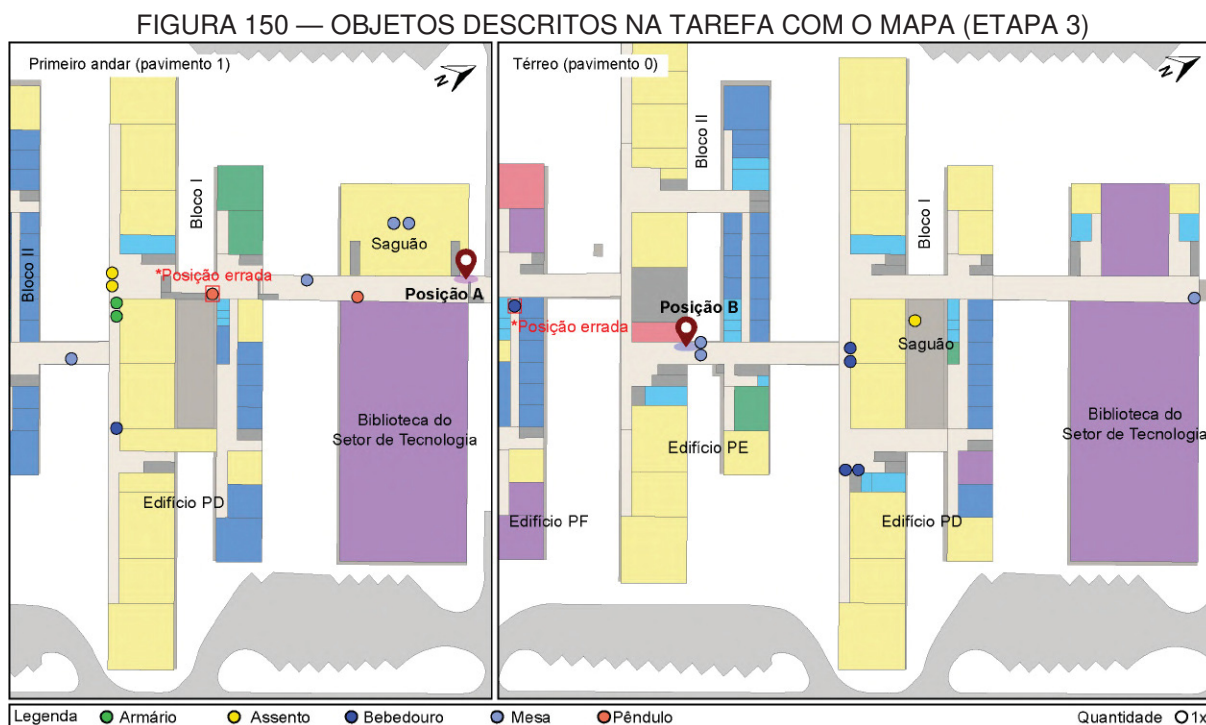 FIGURA 150 — OBJETOS DESCRITOS NA TAREFA COM O MAPA (ETAPA 3)
Primeiro andar (pavimento 1)
N
Bloco II
Bloco I
Saguão
*Posição errada
Posição A
Biblioteca do
Setor de Tecnologia
Edifício PD
Térreo (pavimento 0)
N
Bloco II
Bloco I
Posição B
*Posição errada
Saguão
Biblioteca do
Setor de Tecnologia
Edifício PE
Edifício PF
Edifício PD
Legenda Armário Assento Bebedouro Mesa Pêndulo Quantidade 1x